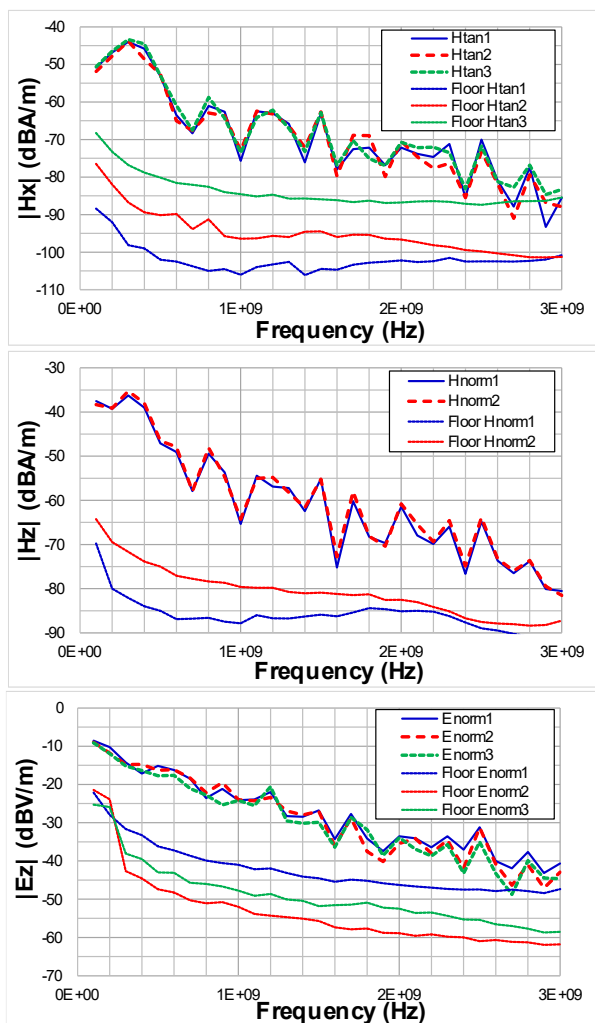 -40
-50
-60
-70
-80
-90
-100
-110
|Hx| (dBA/m)
Htan1
Htan2
Htan3
Floor Htan1
Floor Htan2
Floor Htan3
0E+00 1E+09 2E+09 3E+09
Frequency (Hz)
-30
-40
-50
-60
-70
-80
-90
|Hz| (dBA/m)
Hnorm1
Hnorm2
Floor Hnorm1
Floor Hnorm2
0E+00 1E+09 2E+09 3E+09
Frequency (Hz)
0
-10
-20
-30
-40
-50
-60
-70
|Ez| (dBV/m)
Enorm1
Enorm2
Enorm3
Floor Enorm1
Floor Enorm2
Floor Enorm3
0E+00 1E+09 2E+09 3E+09
Frequency (Hz)